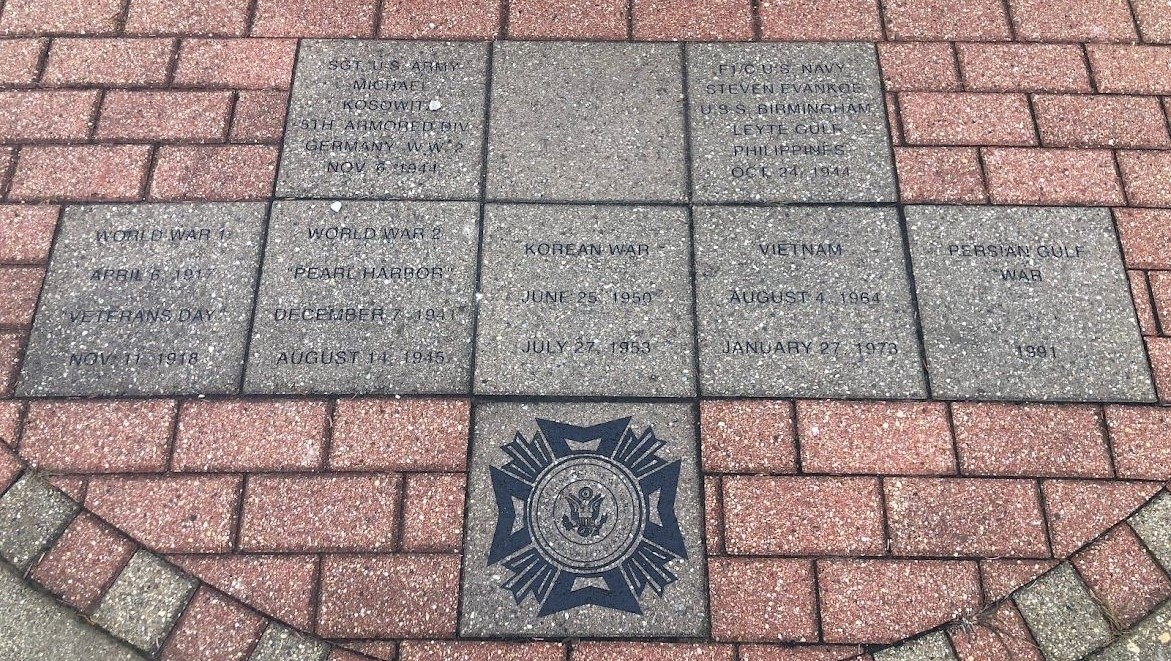 SGT. U.S. ARMY
MICHAEL
5TH ARMORED DIV.
GERMANY W.W. 2
NOV. 6 1944
F1/C U.S. NAVY
STEVEN EVANKOE
U.S.S. BIRMINGHAM
LEYTE GULF
PHILIPPINES
OCT. 24, 1944
WORLD WAR 1
APRIL 6, 1917
VETERANS DAY"
NOV. 11, 1918
WORLD WAR 2
"PEARL HARBOR"
DECEMBER 7, 1941
AUGUST 14, 1945
KOREAN WAR
JUNE 25, 1950
JULY 27, 1953
VIETNAM
AUGUST 4, 1964
JANUARY 27, 1973
PERSIAN GULF
WAR
1991